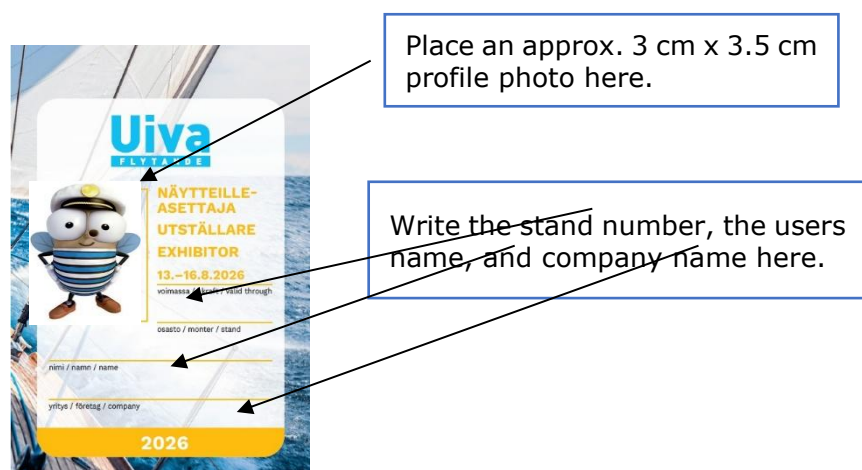 Place an approx. 3 cm x 3.5 cm
profile photo here.
Uiva
FLYTANDE
NÄYTTEILLE-
ASETTAJA
UTSTÄLLARE
EXHIBITOR
13.–16.8.2026
voimassa / i kraft / valid through
Write the stand number, the users
name, and company name here.
osasto / monter / stand
nimi / namn / name
yritys / företag / company
2026